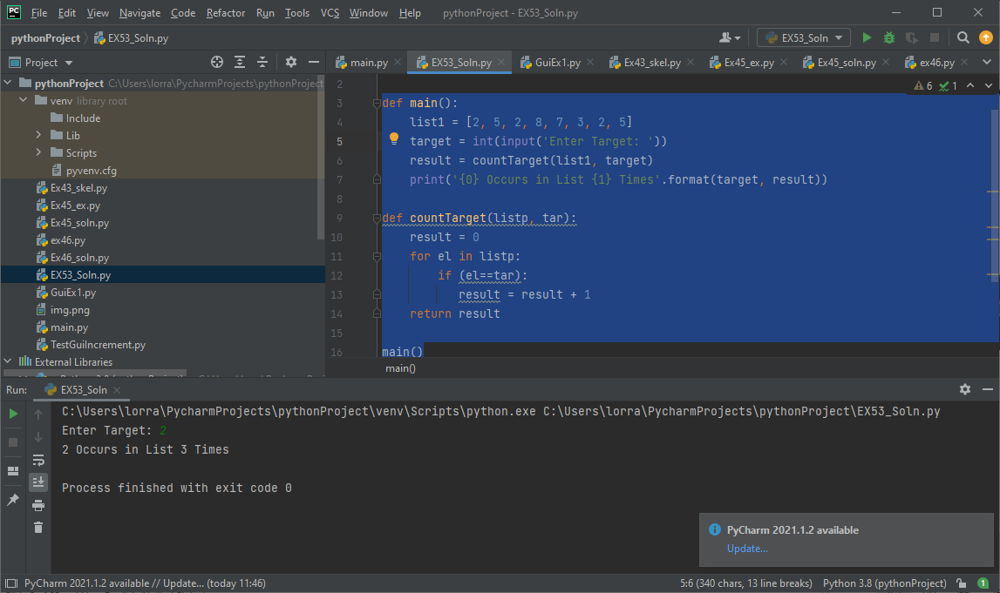 PC File Edit View Navigate Code Refactor Run Tools VCS Window Help pythonProject - EX53_Soln.py
pythonProject EX53_Soln.py EX53_Soln
Project main.py EX53_Soln.py GuiEx1.py Ex43_skel.py Ex45_ex.py Ex45_soln.py ex46.py
pythonProject C:\Users\lorra\PycharmProjects\pythonProject
venv library root
Include
Lib
Scripts
pyvenv.cfg
Ex43_skel.py
Ex45_ex.py
Ex45_soln.py
ex46.py
Ex46_soln.py
EX53_Soln.py
GuiEx1.py
img.png
main.py
TestGuiIncrement.py
External Libraries
6 1
2
3 def main():
4 list1 = [2, 5, 2, 8, 7, 3, 2, 5]
5 target = int(input('Enter Target: '))
6 result = countTarget(list1, target)
7 print('{0} Occurs in List {1} Times'.format(target, result))
8
9 def countTarget(listp, tar):
10 result = 0
11 for el in listp:
12 if (el==tar):
13 result = result + 1
14 return result
15
16 main()
main()
Run: EX53_Soln
C:\Users\lorra\PycharmProjects\pythonProject\venv\Scripts\python.exe C:\Users\lorra\PycharmProjects\pythonProject\EX53_Soln.py
Enter Target: 2
2 Occurs in List 3 Times
Process finished with exit code 0
PyCharm 2021.1.2 available
Update...
PyCharm 2021.1.2 available // Update... (today 11:46) 5:6 (340 chars, 13 line breaks) Python 3.8 (pythonProject) 1